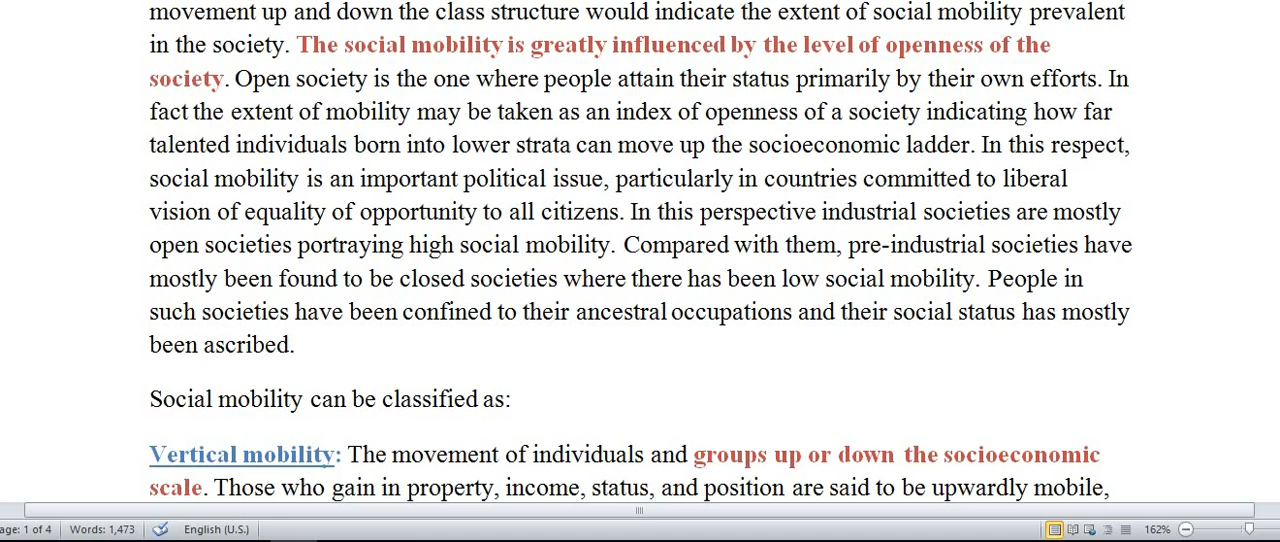 movement up and down the class structure would indicate the extent of social mobility prevalent
in the society. The social mobility is greatly influenced by the level of openness of the
society. Open society is the one where people attain their status primarily by their own efforts. In
fact the extent of mobility may be taken as an index of openness of a society indicating how far
talented individuals born into lower strata can move up the socioeconomic ladder. In this respect,
social mobility is an important political issue, particularly in countries committed to liberal
vision of equality of opportunity to all citizens. In this perspective industrial societies are mostly
open societies portraying high social mobility. Compared with them, pre-industrial societies have
mostly been found to be closed societies where there has been low social mobility. People in
such societies have been confined to their ancestral occupations and their social status has mostly
been ascribed.
Social mobility can be classified as:
Vertical mobility: The movement of individuals and groups up or down the socioeconomic
scale. Those who gain in property, income, status, and position are said to be upwardly mobile,
age: 1 of 4 Words: 1,473 English (U.S.) 162%